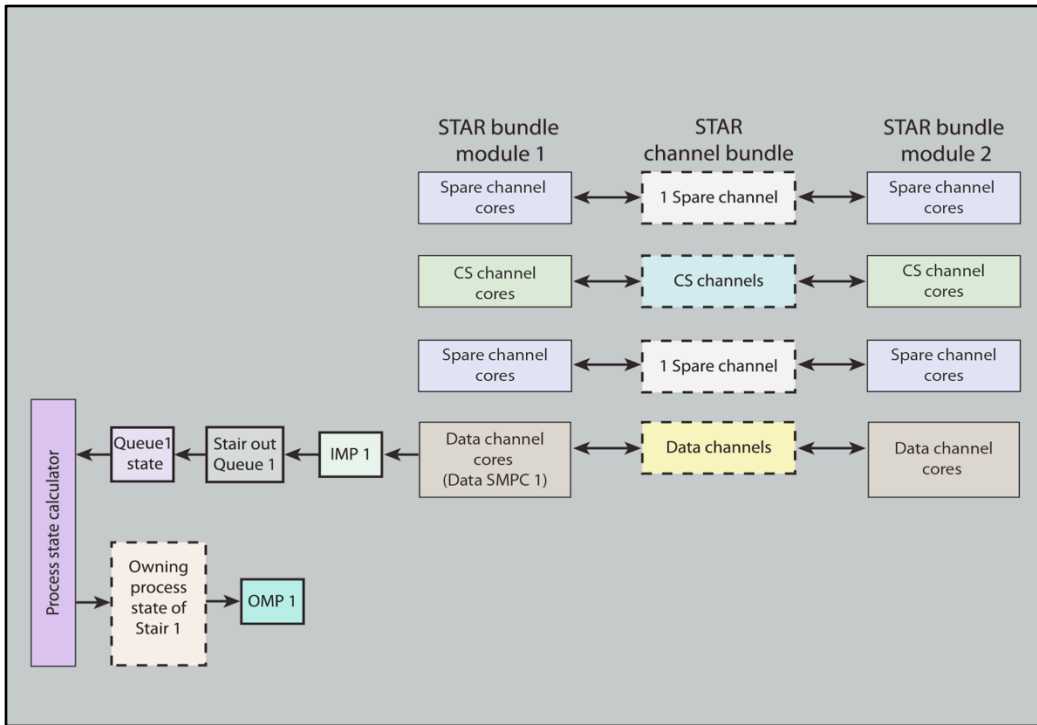 STAR bundle
module 1
STAR
channel bundle
STAR bundle
module 2
Spare channel
cores
1 Spare channel
Spare channel
cores
CS channel
cores
CS channels
CS channel
cores
Spare channel
cores
1 Spare channel
Spare channel
cores
Process state calculator
Queue1
state
Stair out
Queue 1
IMP 1
Data channel
cores
(Data SMPC 1)
Data channels
Data channel
cores
Owning
process
state of
Stair 1
OMP 1